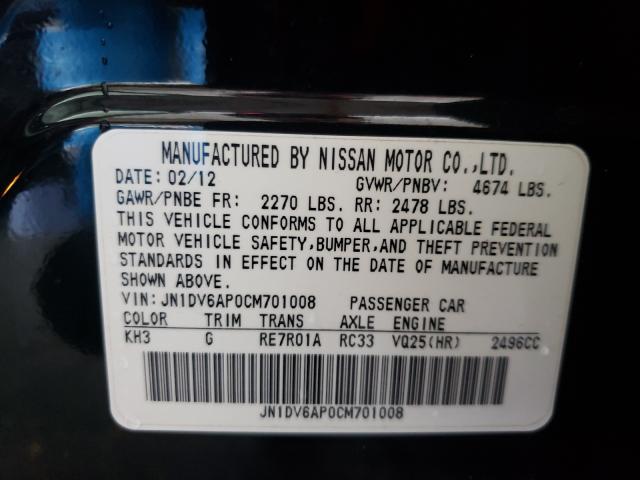 MANUFACTURED BY NISSAN MOTOR CO.,LTD.
DATE: 02/12 GVWR/PNBV: 4674 LBS.
GAWR/PNBE FR: 2270 LBS. RR: 2478 LBS.
THIS VEHICLE CONFORMS TO ALL APPLICABLE FEDERAL
MOTOR VEHICLE SAFETY,BUMPER,AND THEFT PREVENTION
STANDARDS IN EFFECT ON THE DATE OF MANUFACTURE
SHOWN ABOVE.
VIN: JN1DV6AP0CM701008 PASSENGER CAR
COLOR TRIM TRANS AXLE ENGINE
KH3 G RE7R01A RC33 VQ25(HR) 2496CC
JN1DV6AP0CM701008